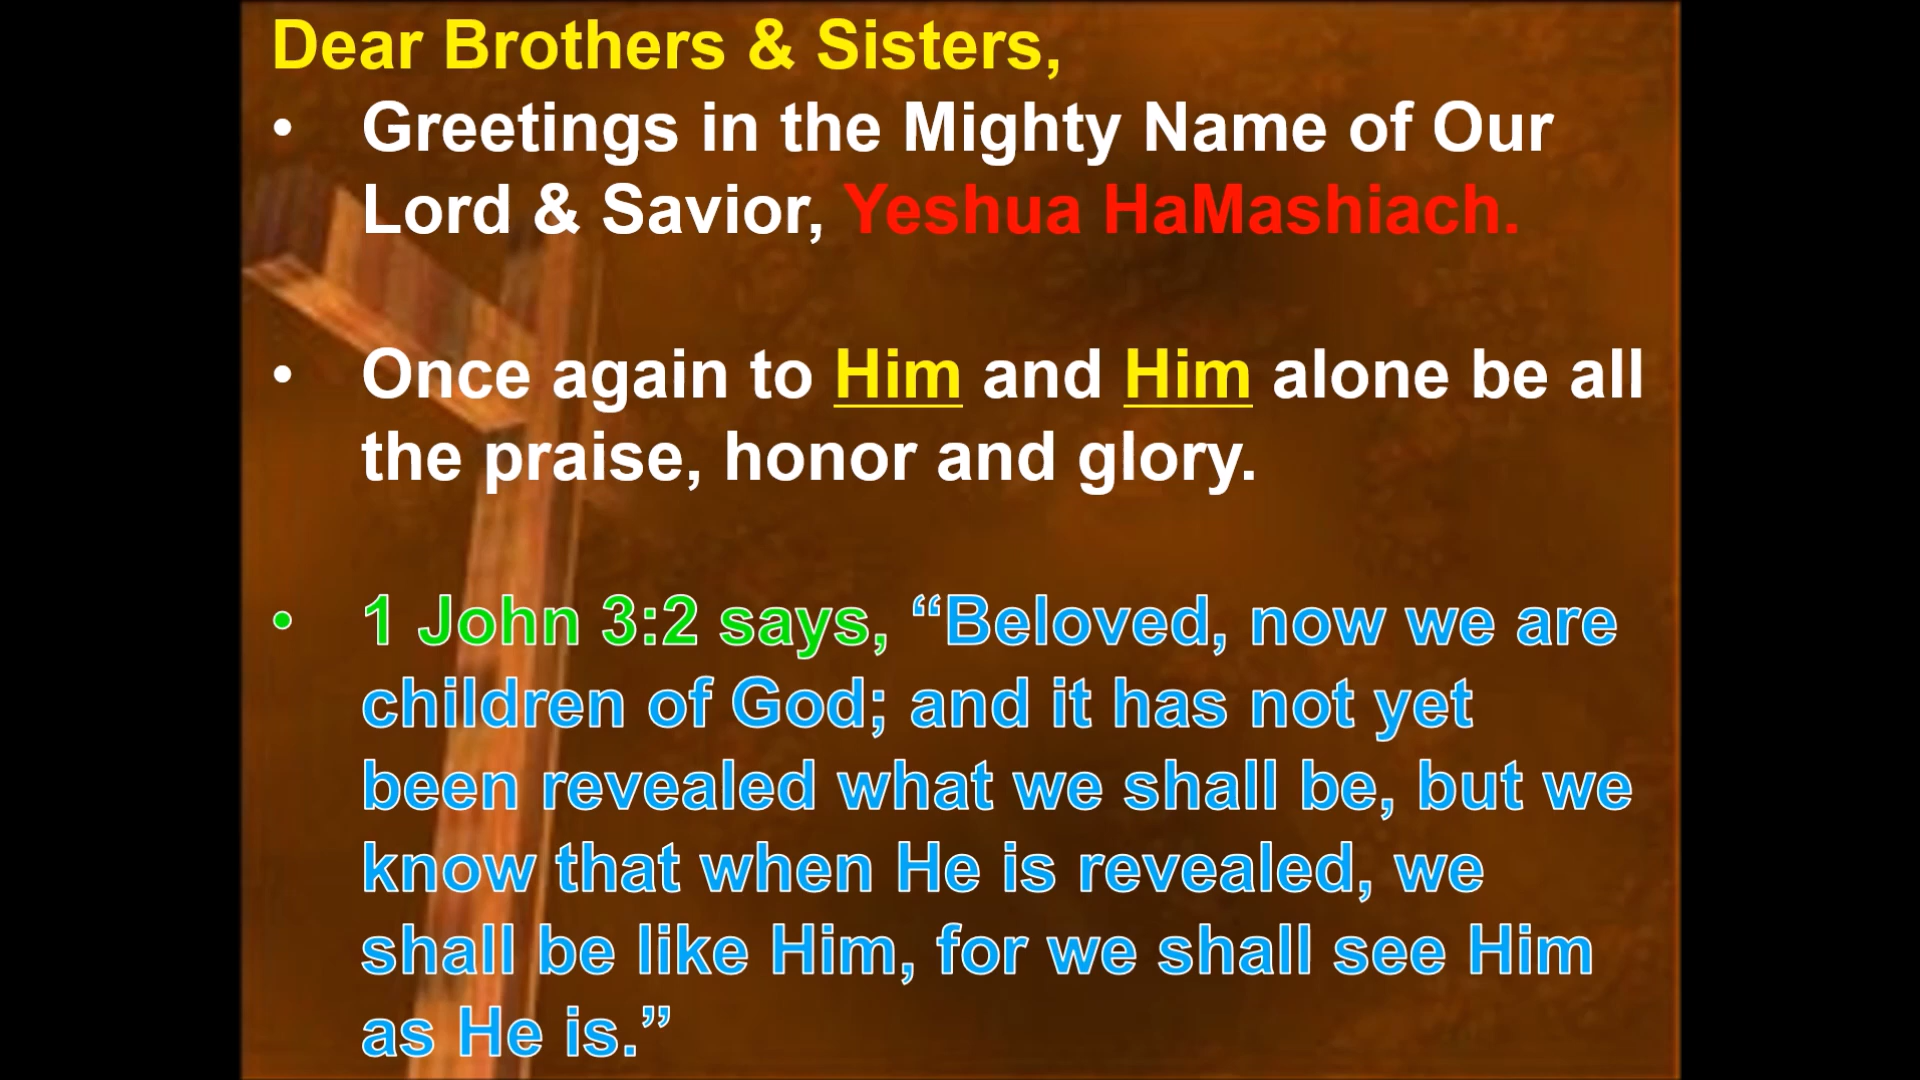 Dear Brothers & Sisters,
• Greetings in the Mighty Name of Our
Lord & Savior, Yeshua HaMashiach.
• Once again to Him and Him alone be all
the praise, honor and glory.
• 1 John 3:2 says, “Beloved, now we are
children of God; and it has not yet
been revealed what we shall be, but we
know that when He is revealed, we
shall be like Him, for we shall see Him
as He is.”